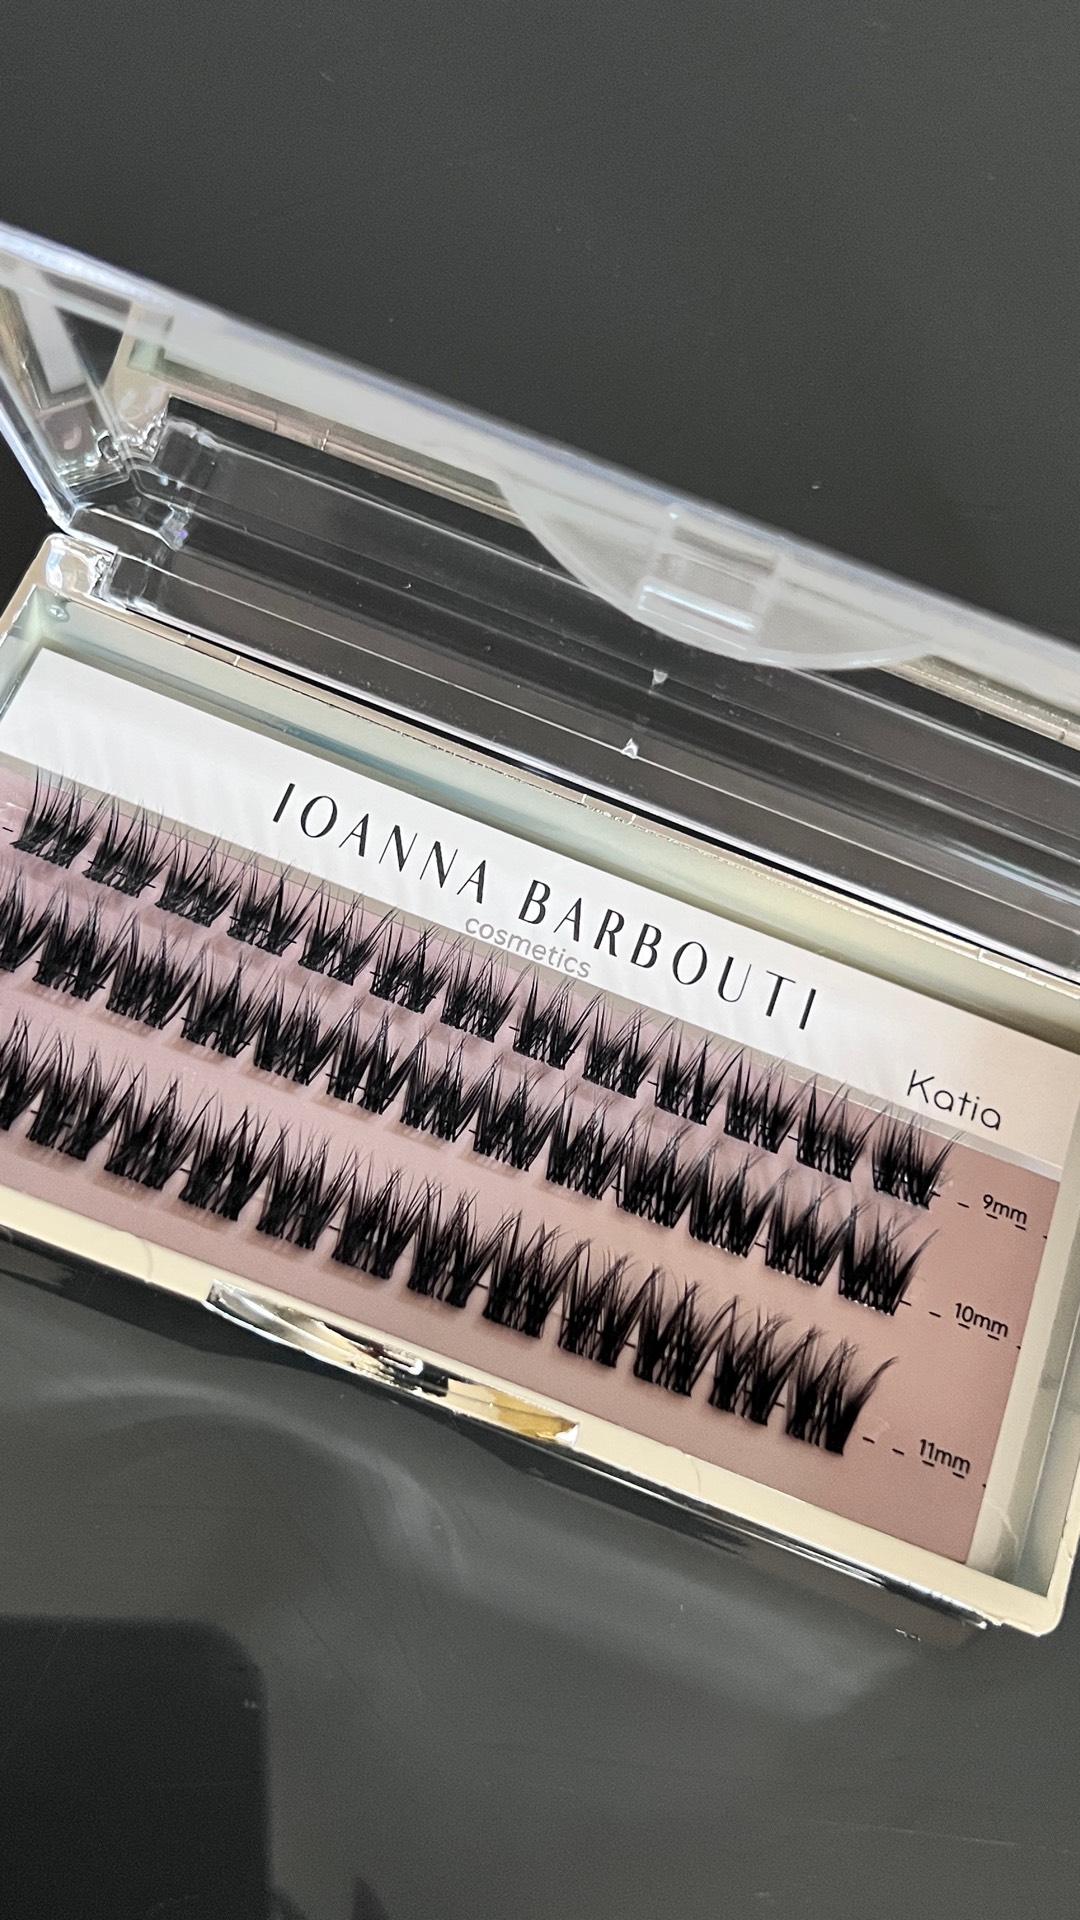 IOANNA BARBOUTI
cosmetics
Katia
9mm
10mm
11mm